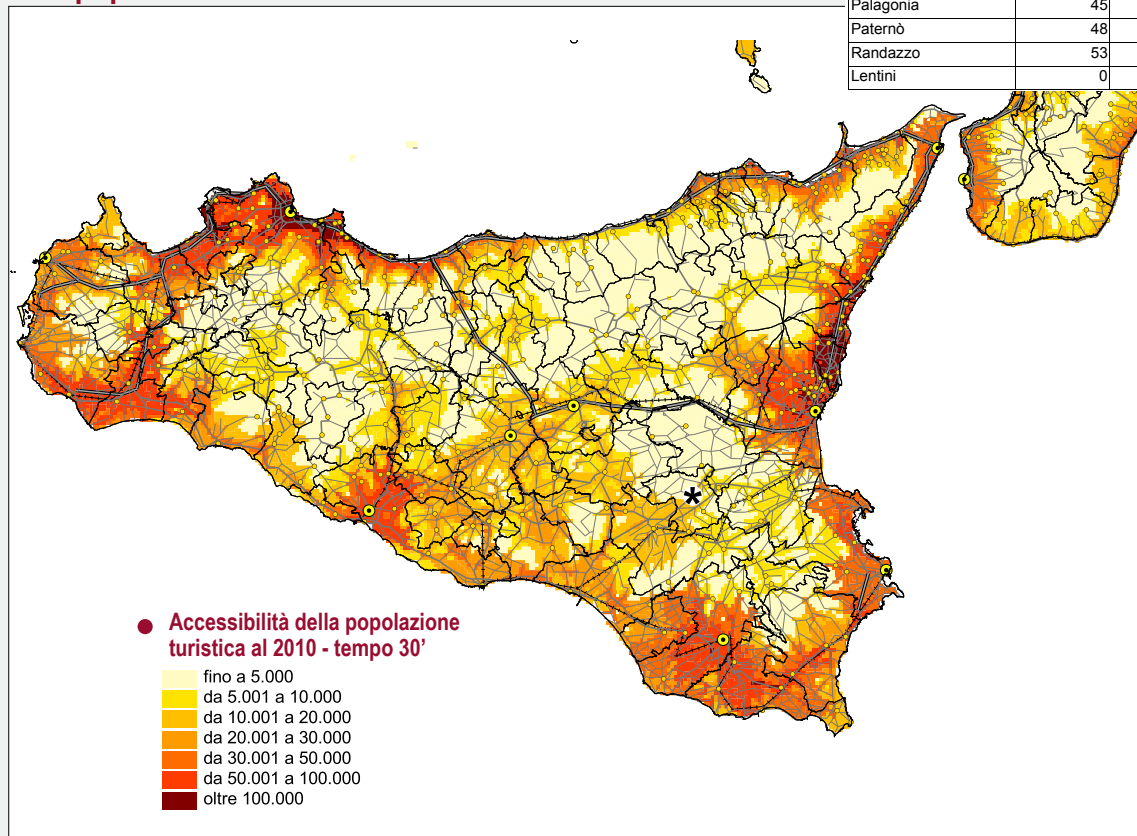 Palagonia 45
Paternò 48
Randazzo 53
Lentini 0
*
● Accessibilità della popolazione
turistica al 2010 - tempo 30’
fino a 5.000
da 5.001 a 10.000
da 10.001 a 20.000
da 20.001 a 30.000
da 30.001 a 50.000
da 50.001 a 100.000
oltre 100.000